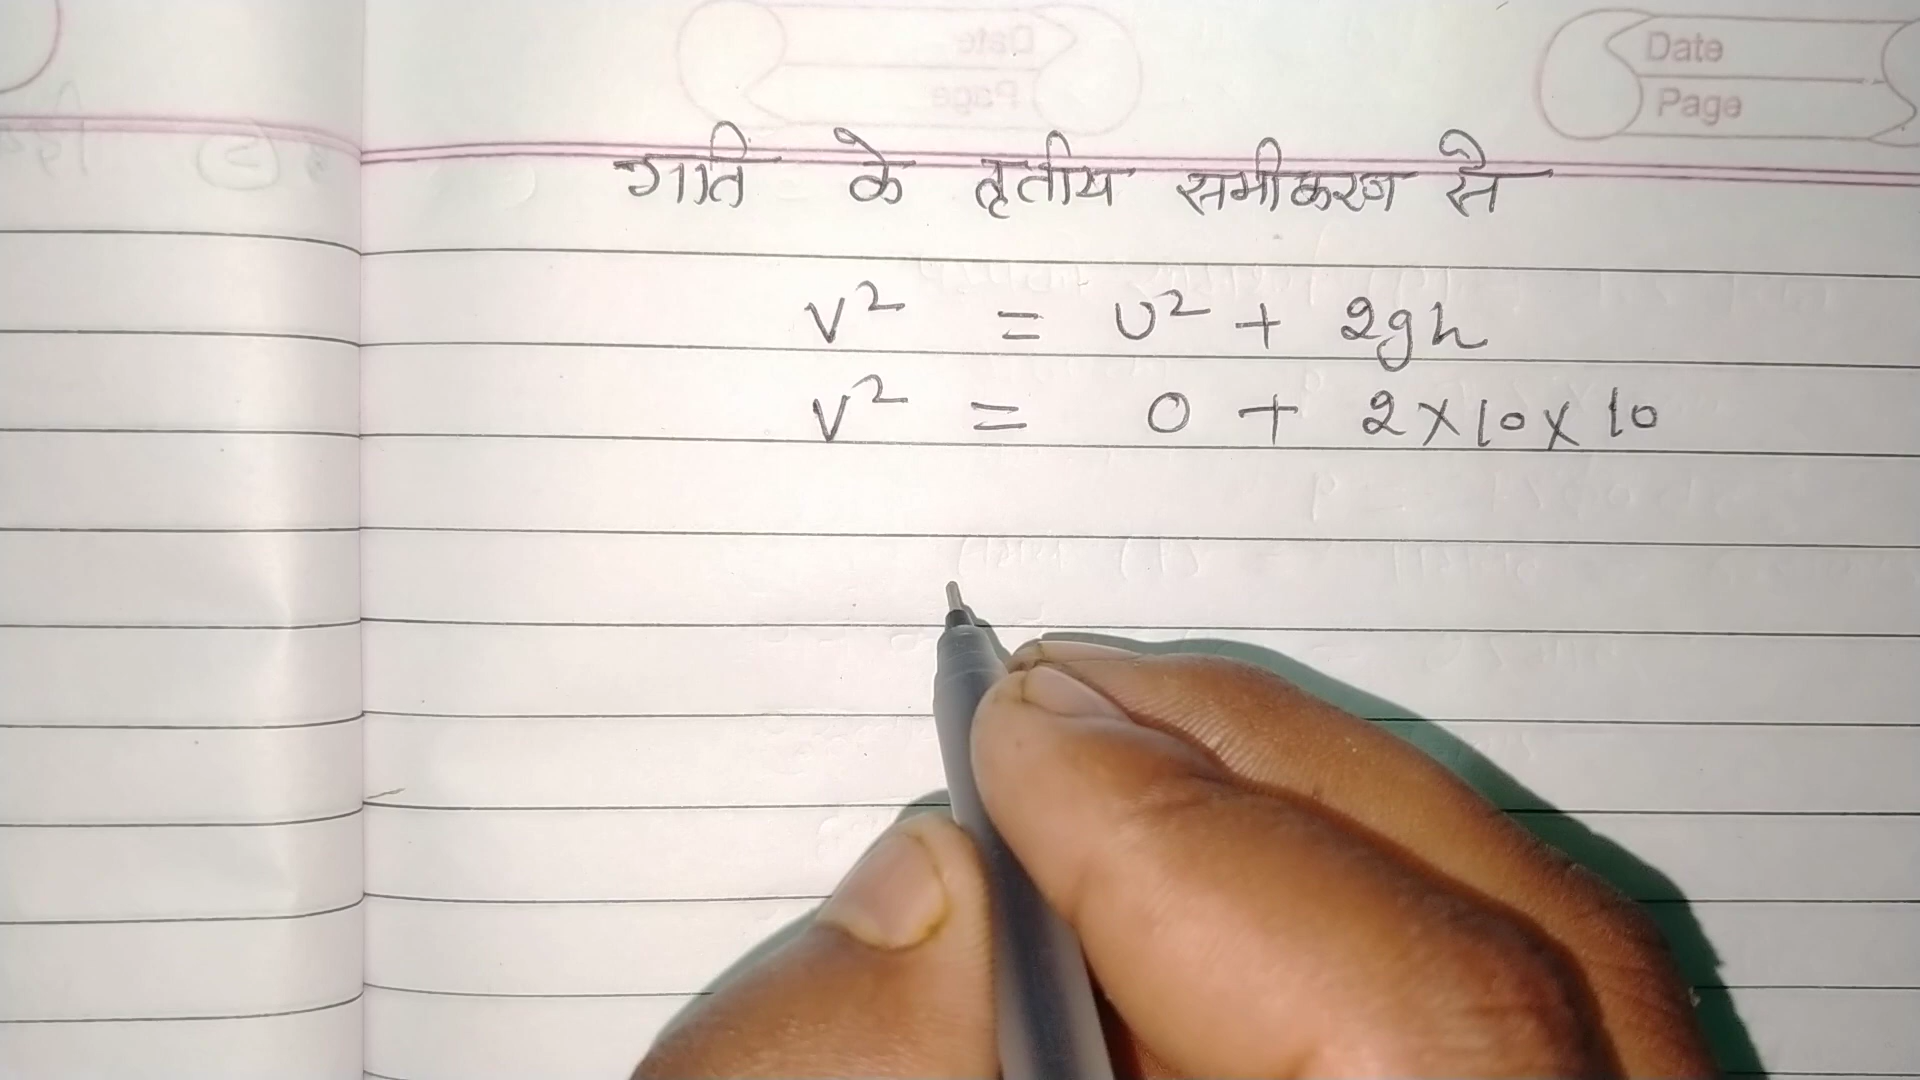 Date
Page
गति के तृतीय समीकरण से
v² = u² + 2gh
v² = 0 + 2×10×10